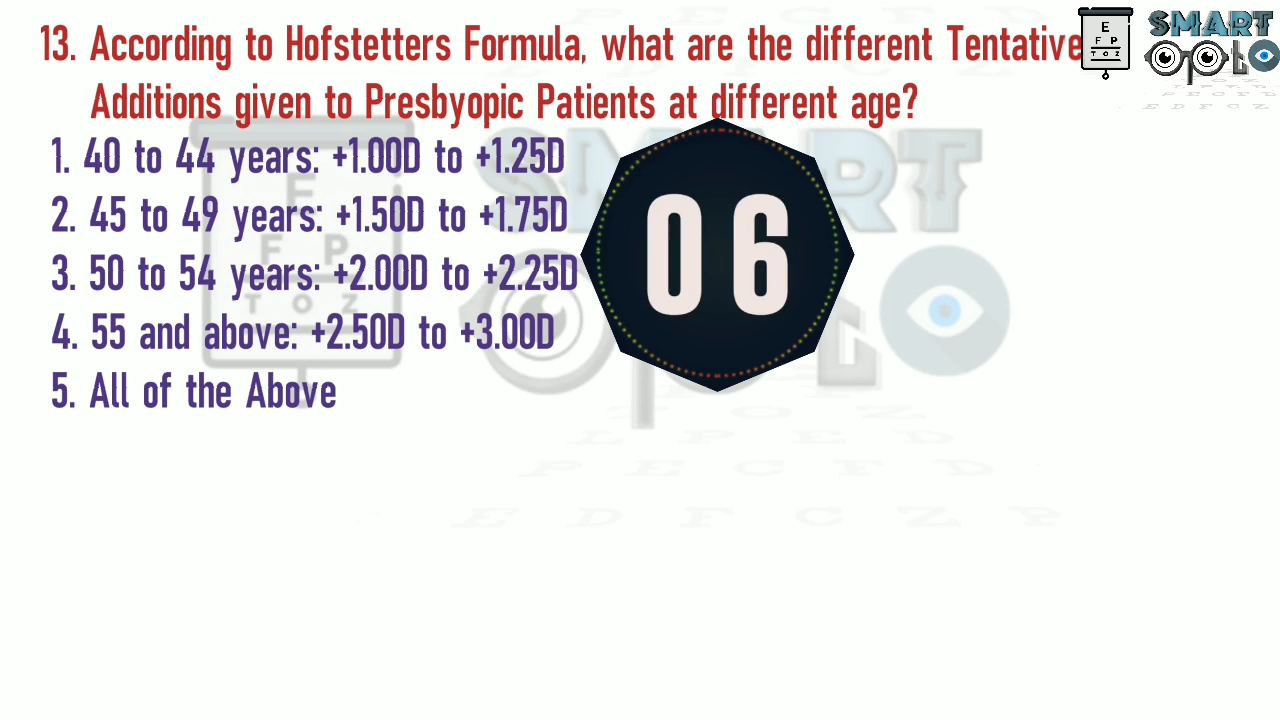 13. According to Hofstetters Formula, what are the different Tentative
Additions given to Presbyopic Patients at different age?
1. 40 to 44 years: +1.00D to +1.25D
2. 45 to 49 years: +1.50D to +1.75D
3. 50 to 54 years: +2.00D to +2.25D
4. 55 and above: +2.50D to +3.00D
5. All of the Above
06
E
F P
T O Z
SMART
Opto
E
F P
T O Z
SMART
L P E D
P E C F D
E D F C Z P